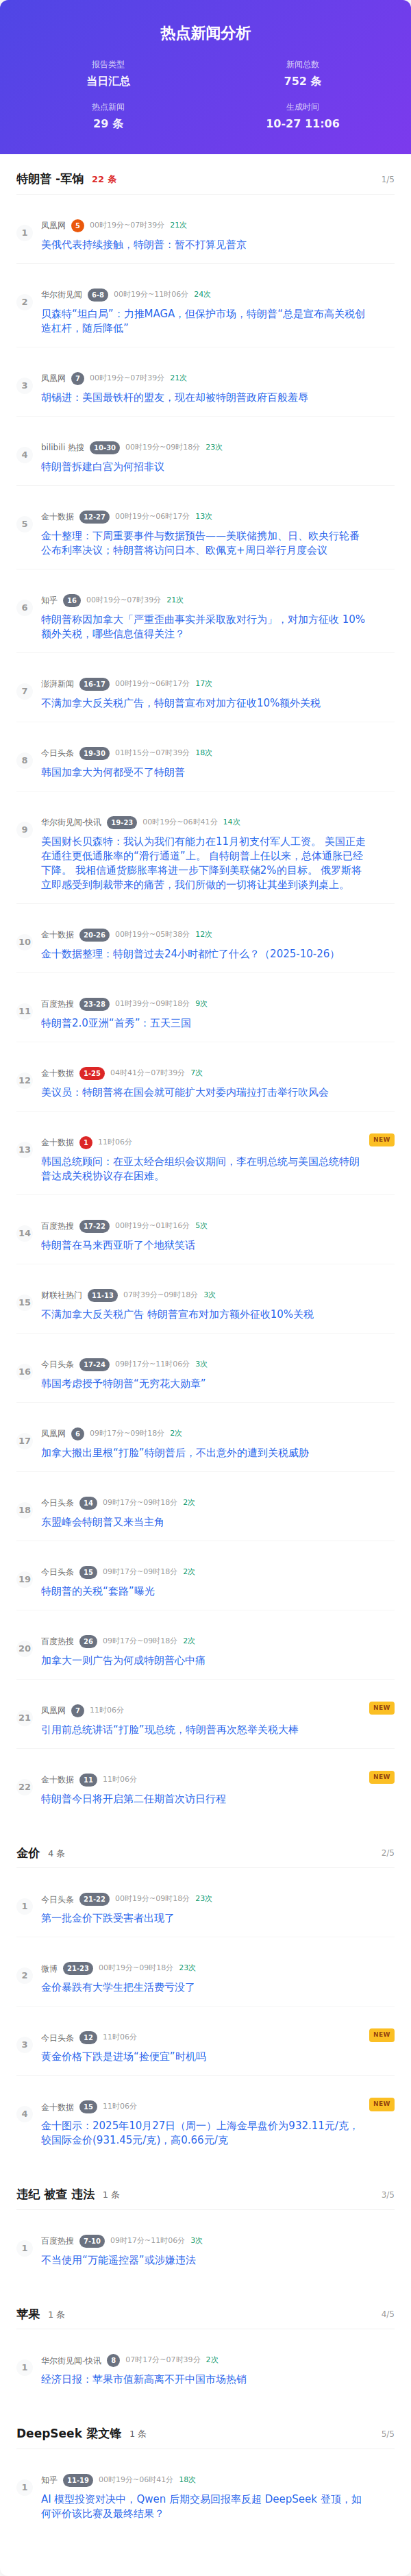 热点新闻分析
报告类型
当日汇总
新闻总数
752 条
热点新闻
29 条
生成时间
10-27 11:06
特朗普 -军饷 22 条 1/5
1
凤凰网 5 00时19分~07时39分 21次
美俄代表持续接触，特朗普：暂不打算见普京
2
华尔街见闻 6-8 00时19分~11时06分 24次
贝森特“坦白局”：力推MAGA，但保护市场，特朗普“总是宣布高关税创
造杠杆，随后降低”
3
凤凰网 7 00时19分~07时39分 21次
胡锡进：美国最铁杆的盟友，现在却被特朗普政府百般羞辱
4
bilibili 热搜 10-30 00时19分~09时18分 23次
特朗普拆建白宫为何招非议
5
金十数据 12-27 00时19分~06时17分 13次
金十整理：下周重要事件与数据预告——美联储携加、日、欧央行轮番
公布利率决议；特朗普将访问日本、欧佩克+周日举行月度会议
6
知乎 16 00时19分~07时39分 21次
特朗普称因加拿大「严重歪曲事实并采取敌对行为」，对加方征收 10%
额外关税，哪些信息值得关注？
7
澎湃新闻 16-17 00时19分~06时17分 17次
不满加拿大反关税广告，特朗普宣布对加方征收10%额外关税
8
今日头条 19-30 01时15分~07时39分 18次
韩国加拿大为何都受不了特朗普
9
华尔街见闻-快讯 19-23 00时19分~06时41分 14次
美国财长贝森特：我认为我们有能力在11月初支付军人工资。 美国正走
在通往更低通胀率的“滑行通道”上。 自特朗普上任以来，总体通胀已经
下降。 我相信通货膨胀率将进一步下降到美联储2%的目标。 俄罗斯将
立即感受到制裁带来的痛苦，我们所做的一切将让其坐到谈判桌上。
10
金十数据 20-26 00时19分~05时38分 12次
金十数据整理：特朗普过去24小时都忙了什么？（2025-10-26）
11
百度热搜 23-28 01时39分~09时18分 9次
特朗普2.0亚洲“首秀”：五天三国
12
金十数据 1-25 04时41分~07时39分 7次
美议员：特朗普将在国会就可能扩大对委内瑞拉打击举行吹风会
13
金十数据 1 11时06分 NEW
韩国总统顾问：在亚太经合组织会议期间，李在明总统与美国总统特朗
普达成关税协议存在困难。
14
百度热搜 17-22 00时19分~01时16分 5次
特朗普在马来西亚听了个地狱笑话
15
财联社热门 11-13 07时39分~09时18分 3次
不满加拿大反关税广告 特朗普宣布对加方额外征收10%关税
16
今日头条 17-24 09时17分~11时06分 3次
韩国考虑授予特朗普“无穷花大勋章”
17
凤凰网 6 09时17分~09时18分 2次
加拿大搬出里根“打脸”特朗普后，不出意外的遭到关税威胁
18
今日头条 14 09时17分~09时18分 2次
东盟峰会特朗普又来当主角
19
今日头条 15 09时17分~09时18分 2次
特朗普的关税“套路”曝光
20
百度热搜 26 09时17分~09时18分 2次
加拿大一则广告为何成特朗普心中痛
21
凤凰网 7 11时06分 NEW
引用前总统讲话“打脸”现总统，特朗普再次怒举关税大棒
22
金十数据 11 11时06分 NEW
特朗普今日将开启第二任期首次访日行程
金价 4 条 2/5
1
今日头条 21-22 00时19分~09时18分 23次
第一批金价下跌受害者出现了
2
微博 21-23 00时19分~09时18分 23次
金价暴跌有大学生把生活费亏没了
3
今日头条 12 11时06分 NEW
黄金价格下跌是进场“捡便宜”时机吗
4
金十数据 15 11时06分 NEW
金十图示：2025年10月27日（周一）上海金早盘价为932.11元/克，
较国际金价(931.45元/克)，高0.66元/克
违纪 被查 违法 1 条 3/5
1
百度热搜 7-10 09时17分~11时06分 3次
不当使用“万能遥控器”或涉嫌违法
苹果 1 条 4/5
1
华尔街见闻-快讯 8 07时17分~07时39分 2次
经济日报：苹果市值新高离不开中国市场热销
DeepSeek 梁文锋 1 条 5/5
1
知乎 11-19 00时19分~06时41分 18次
AI 模型投资对决中，Qwen 后期交易回报率反超 DeepSeek 登顶，如
何评价该比赛及最终结果？